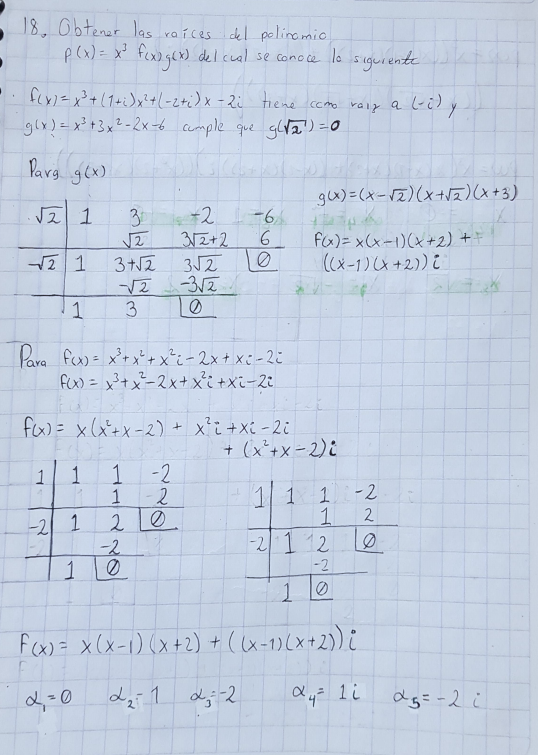 18. Obtener las raíces del polinomio
p(x) = x³ f(x) g(x) del cual se conoce lo siguiente
f(x) = x³+(1+i)x²+(-2+i)x - 2i tiene como raíz a (-i) y
g(x) = x³+3x²-2x-6 cumple que g(√2) = 0
Para g(x)
√2 | 1 3 -2 -6
√2 3√2+2 6
-√2 | 1 3+√2 3√2 |0
-√2 -3√2
1 3 |0
g(x) = (x-√2)(x+√2)(x+3)
f(x) = x(x-1)(x+2) +
((x-1)(x+2))i
Para f(x) = x³+x²+x²i-2x+xi-2i
f(x) = x³+x²-2x+x²i+xi-2i
f(x) = x(x²+x-2) + x²i+xi-2i
+ (x²+x-2)i
1 | 1 1 -2
1 2
-2 | 1 2 |0
-2
1 |0
1 | 1 1 -2
1 2
-2 | 1 2 |0
-2
1 |0
f(x) = x(x-1)(x+2) + ((x-1)(x+2))i
α₁=0 α₂=1 α₃=-2 α₄=1i α₅=-2i